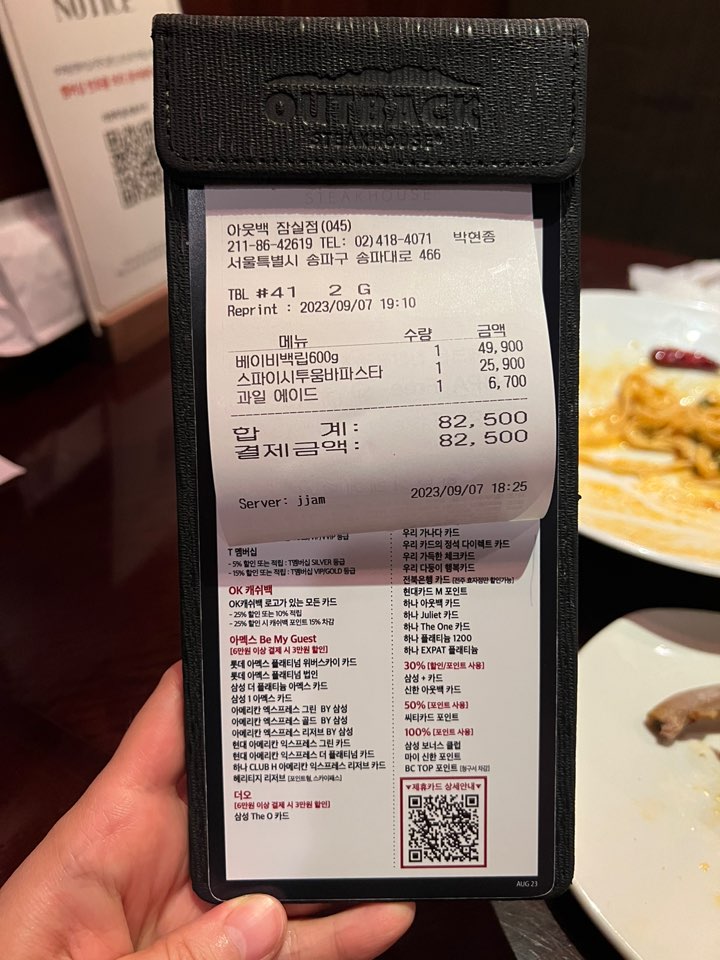 NOTICE
OUTBACK
STEAKHOUSE
STEAKHOUSE
아웃백 잠실점(045)
211-86-42619 TEL: 02)418-4071 박현종
서울특별시 송파구 송파대로 466
TBL #41 2 G
Reprint : 2023/09/07 19:10
메뉴 수량 금액
베이비백립600g 1 49,900
스파이시투움바파스타 1 25,900
과일 에이드 1 6,700
합 계: 82,500
결제금액: 82,500
Server: jjam 2023/09/07 18:25
T 멤버십
- 5% 할인 또는 적립 : T멤버십 SILVER 등급
- 15% 할인 또는 적립 : T멤버십 VIP/GOLD 등급
OK 캐쉬백
OK캐쉬백 로고가 있는 모든 카드
- 25% 할인 또는 10% 적립
- 25% 할인 시 캐쉬백 포인트 15% 차감
아멕스 Be My Guest
[6만원 이상 결제 시 3만원 할인]
롯데 아멕스 플래티넘 위버스카이 카드
롯데 아멕스 플래티넘 법인
삼성 더 플래티늄 아멕스 카드
삼성 1 아멕스 카드
아메리칸 엑스프레스 그린 BY 삼성
아메리칸 엑스프레스 골드 BY 삼성
아메리칸 엑스프레스 리저브 BY 삼성
현대 아메리칸 익스프레스 그린 카드
현대 아메리칸 익스프레스 더 플래티넘 카드
하나 CLUB H 아메리칸 익스프레스 리저브 카드
헤리티지 리저브 [포인트형, 스카이패스]
더오
[6만원 이상 결제 시 3만원 할인]
삼성 The O 카드
우리 가나다 카드
우리 카드의 정석 다이렉트 카드
우리 가득한 체크카드
우리 다둥이 행복카드
전북은행 카드 [전주 효자점만 할인가능]
현대카드 M 포인트
하나 아웃백 카드
하나 Juliet 카드
하나 The One 카드
하나 플래티늄 1200
하나 EXPAT 플래티늄
30% [할인/포인트 사용]
삼성 + 카드
신한 아웃백 카드
50% [포인트 사용]
씨티카드 포인트
100% [포인트 사용]
삼성 보너스 클럽
마이 신한 포인트
BC TOP 포인트 [청구서 차감]
▼제휴카드 상세안내▼
AUG 23